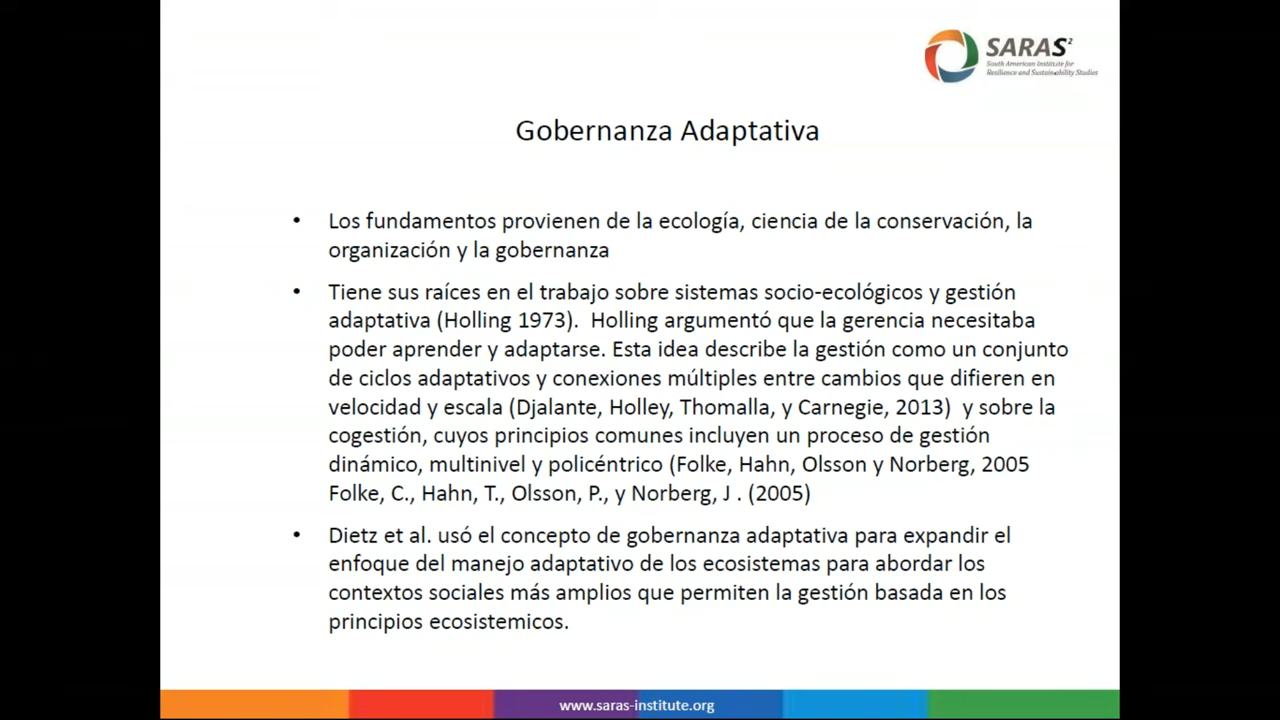 SARAS²
South American Institute for
Resilience and Sustainability Studies
Gobernanza Adaptativa
• Los fundamentos provienen de la ecología, ciencia de la conservación, la
organización y la gobernanza
• Tiene sus raíces en el trabajo sobre sistemas socio-ecológicos y gestión
adaptativa (Holling 1973).  Holling argumentó que la gerencia necesitaba
poder aprender y adaptarse. Esta idea describe la gestión como un conjunto
de ciclos adaptativos y conexiones múltiples entre cambios que difieren en
velocidad y escala (Djalante, Holley, Thomalla, y Carnegie, 2013)  y sobre la
cogestión, cuyos principios comunes incluyen un proceso de gestión
dinámico, multinivel y policéntrico (Folke, Hahn, Olsson y Norberg, 2005
Folke, C., Hahn, T., Olsson, P., y Norberg, J . (2005)
• Dietz et al. usó el concepto de gobernanza adaptativa para expandir el
enfoque del manejo adaptativo de los ecosistemas para abordar los
contextos sociales más amplios que permiten la gestión basada en los
principios ecosistemicos.
www.saras-institute.org